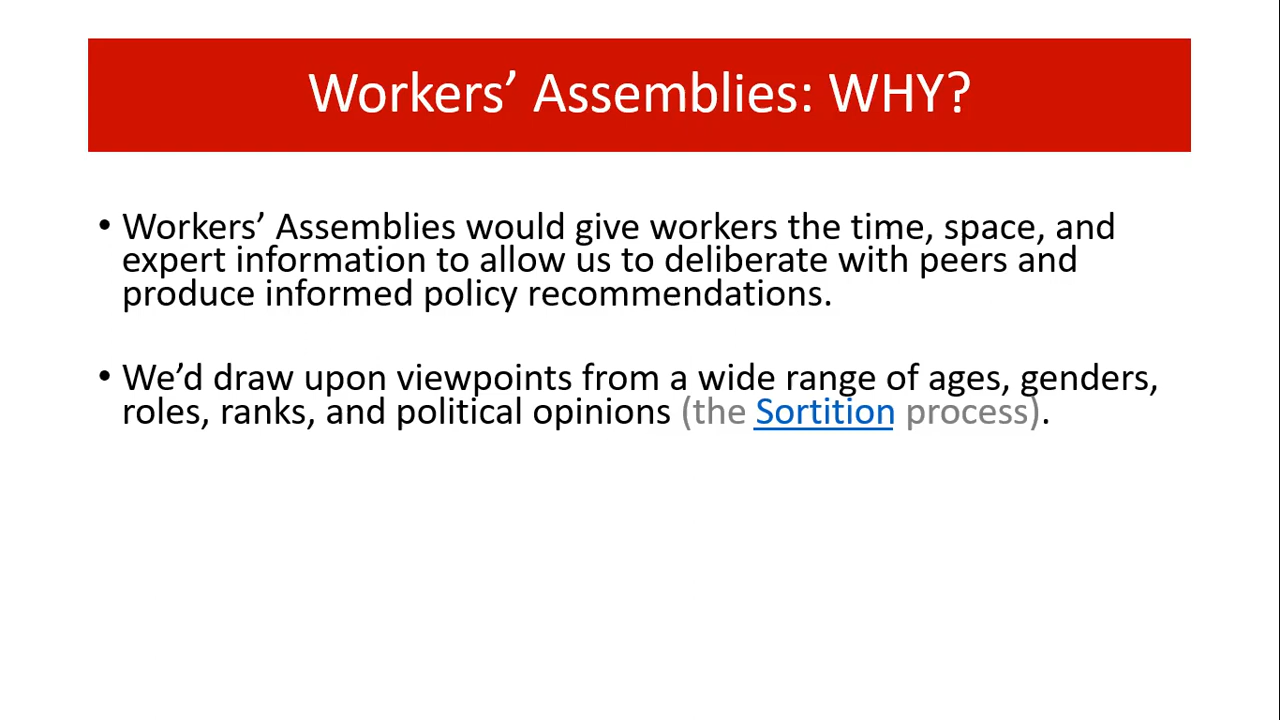 Workers’ Assemblies: WHY?
• Workers’ Assemblies would give workers the time, space, and
expert information to allow us to deliberate with peers and
produce informed policy recommendations.
• We’d draw upon viewpoints from a wide range of ages, genders,
roles, ranks, and political opinions (the Sortition process).